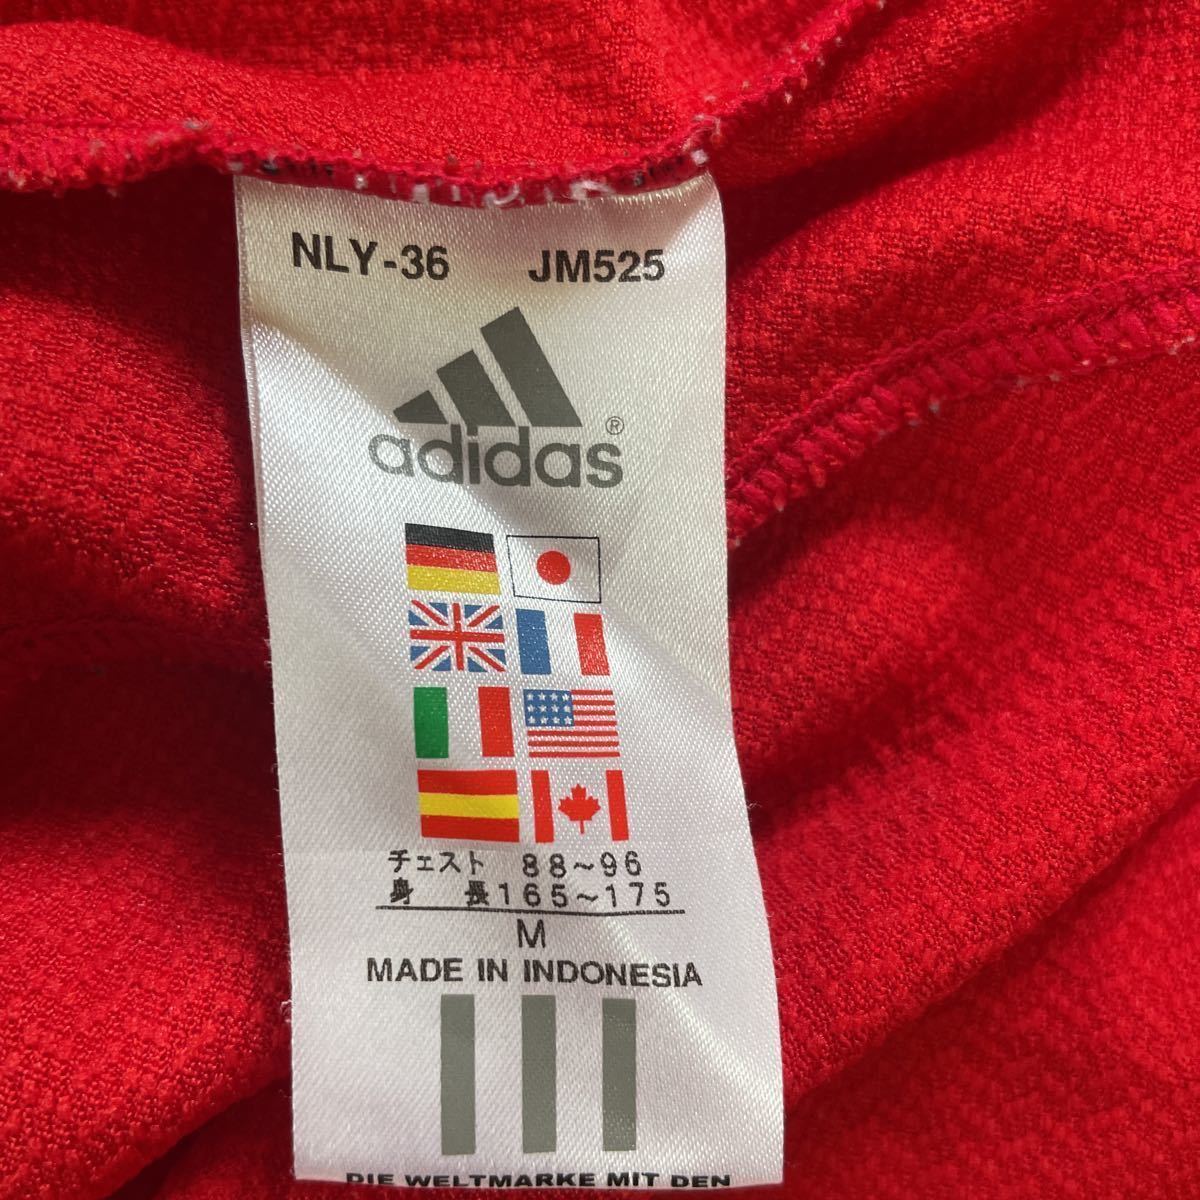 NLY-36 JM525
adidas®
チェスト 88～96
身 長165～175
M
MADE IN INDONESIA
DIE WELTMARKE MIT DEN